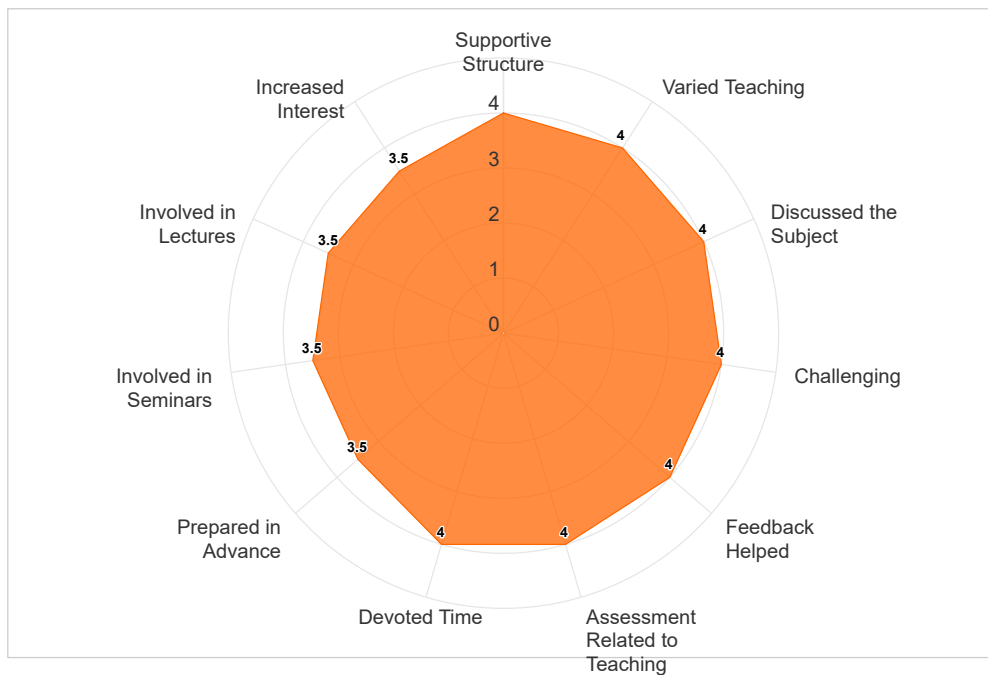 Supportive
Structure
Varied Teaching
Discussed the
Subject
Challenging
Feedback
Helped
Assessment
Related to
Teaching
Devoted Time
Prepared in
Advance
Involved in
Seminars
Involved in
Lectures
Increased
Interest
4
3
2
1
0
4
4
4
4
4
4
3.5
3.5
3.5
3.5